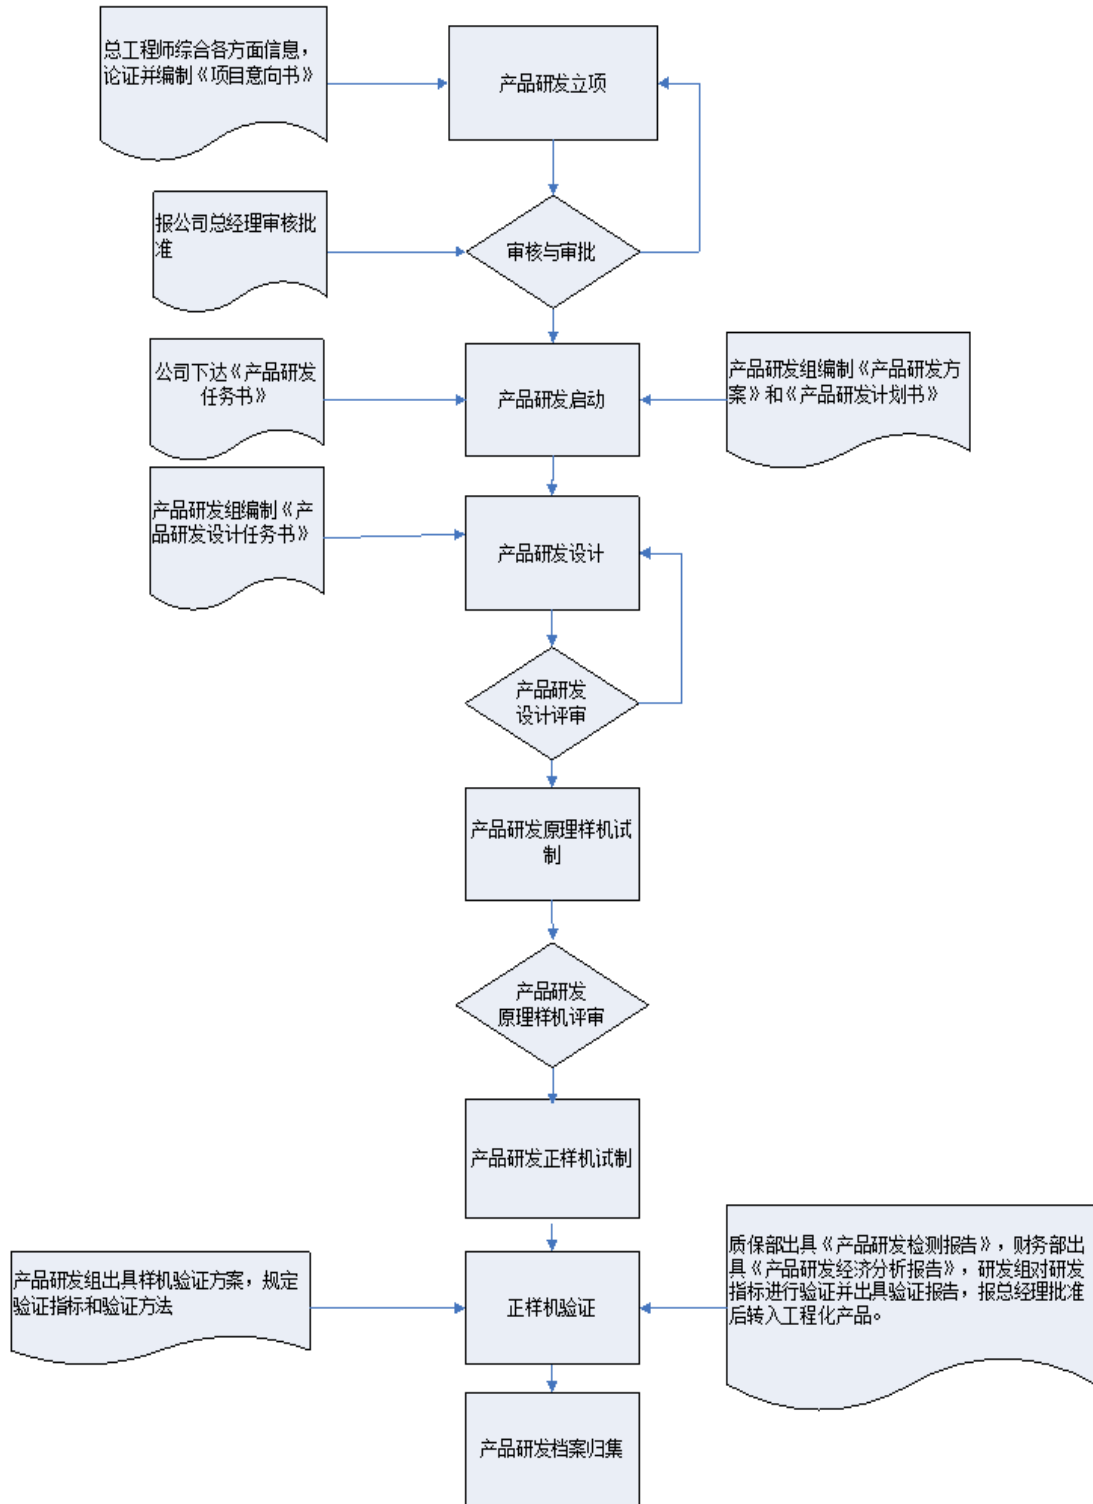 总工程师综合各方面信息，
论证并编制《项目意向书》
产品研发立项
报公司总经理审核批
准
审核与审批
公司下达《产品研发
任务书》
产品研发启动
产品研发组编制《产品研发方
案》和《产品研发计划书》
产品研发组编制《产
品研发设计任务书》
产品研发设计
产品研发
设计评审
产品研发原理样机试
制
产品研发
原理样机评审
产品研发正样机试制
产品研发组出具样机验证方案，规定
验证指标和验证方法
正样机验证
质保部出具《产品研发检测报告》，财务部出
具《产品研发经济分析报告》，研发组对研发
指标进行验证并出具验证报告，报总经理批准
后转入工程化产品。
产品研发档案归集